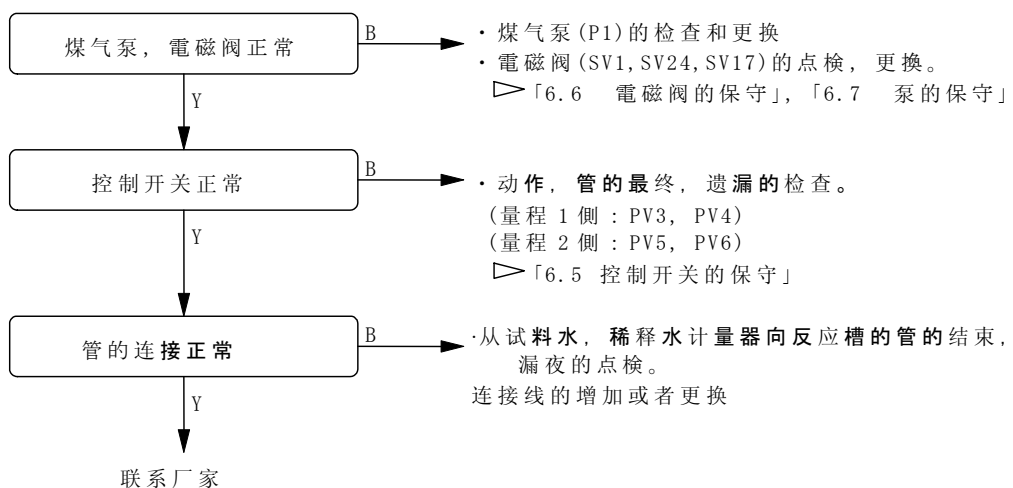 煤气泵, 電磁阀正常
B
・煤气泵(P1)的检查和更换
・電磁阀(SV1,SV24,SV17)的点検, 更換。
「6.6 電磁阀的保守」, 「6.7 泵的保守」
Y
控制开关正常
B
・动作, 管的最终, 遗漏的检查。
(量程 1 側 : PV3, PV4)
(量程 2 側 : PV5, PV6)
「6.5 控制开关的保守」
Y
管的连接正常
B
·从试料水, 稀释水计量器向反应槽的管的结束,
漏夜的点検。
连接线的增加或者更换
Y
联系厂家